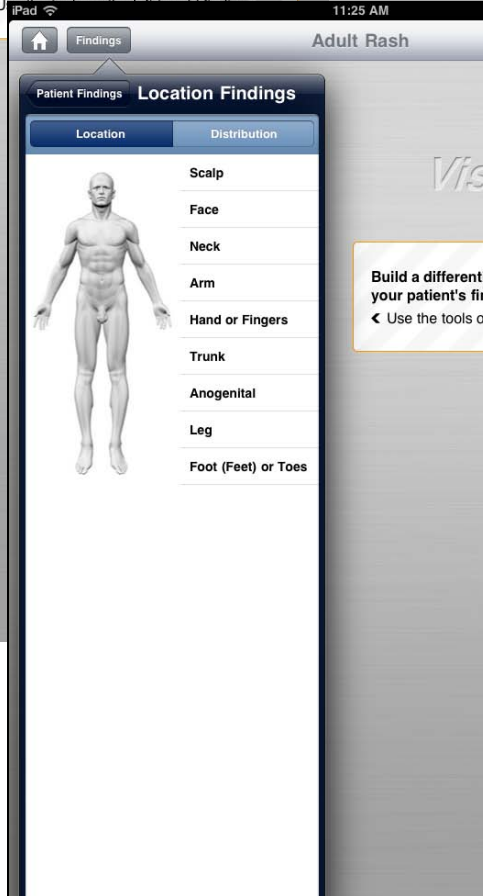 iPad
11:25 AM
Findings
Adult Rash
Patient Findings
Location Findings
Location
Distribution
Scalp
Face
Neck
Arm
Hand or Fingers
Trunk
Anogenital
Leg
Foot (Feet) or Toes
Vis
Build a different
your patient's fi
Use the tools o